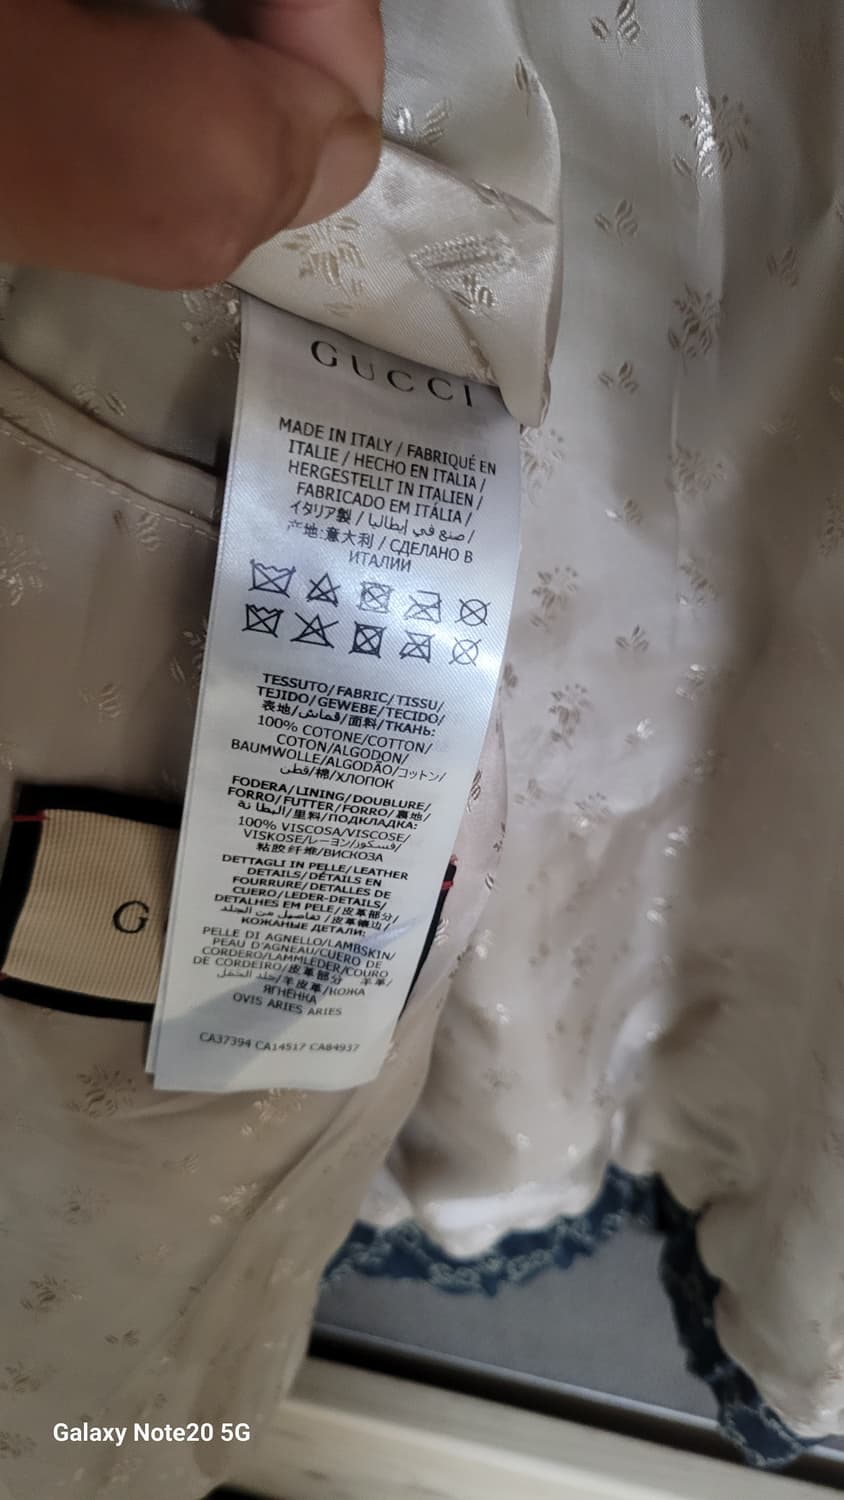 GUCCI
MADE IN ITALY / FABRIQUÉ EN
ITALIE / HECHO EN ITALIA /
HERGESTELLT IN ITALIEN /
FABRICADO EM ITÁLIA /
イタリア製 / صنع في إيطاليا /
产地:意大利 / СДЕЛАНО В
ИТАЛИИ
TESSUTO/FABRIC/TISSU/
TEJIDO/GEWEBE/TECIDO/
表地/قماش/面料/ТКАНЬ:
100% COTONE/COTTON/
COTON/ALGODON/
BAUMWOLLE/ALGODÃO/コットン/
قطن/棉/ХЛОПОК
FODERA/LINING/DOUBLURE/
FORRO/FUTTER/FORRO/裏地/
البطانة/里料/ПОДКЛАДКА:
100% VISCOSA/VISCOSE/
VISKOSE/レーヨン/فسكوز/
粘胶纤维/ВИСКОЗА
DETTAGLI IN PELLE/LEATHER
DETAILS/DÉTAILS EN
FOURRURE/DETALLES DE
CUERO/LEDER-DETAILS/
DETALHES EM PELE/皮革部分/
تفاصيل من الجلد/皮革镶边/
КОЖАНЫЕ ДЕТАЛИ:
PELLE DI AGNELLO/LAMBSKIN/
PEAU D'AGNEAU/CUERO DE
CORDERO/LAMMLEDER/COURO
DE CORDEIRO/皮革部分 羊革/
جلد الحمل/羊皮革/КОЖА
ЯГНЕНКА
OVIS ARIES ARIES
CA37394 CA14517 CA84937
G
Galaxy Note20 5G